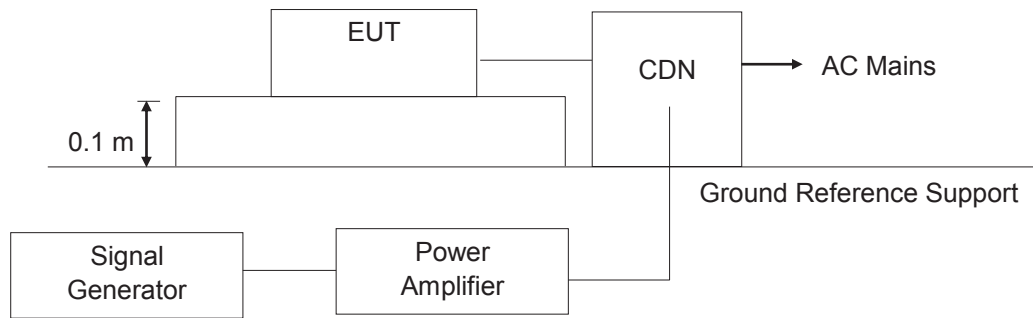 EUT
CDN
AC Mains
0.1 m
Ground Reference Support
Signal
Generator
Power
Amplifier